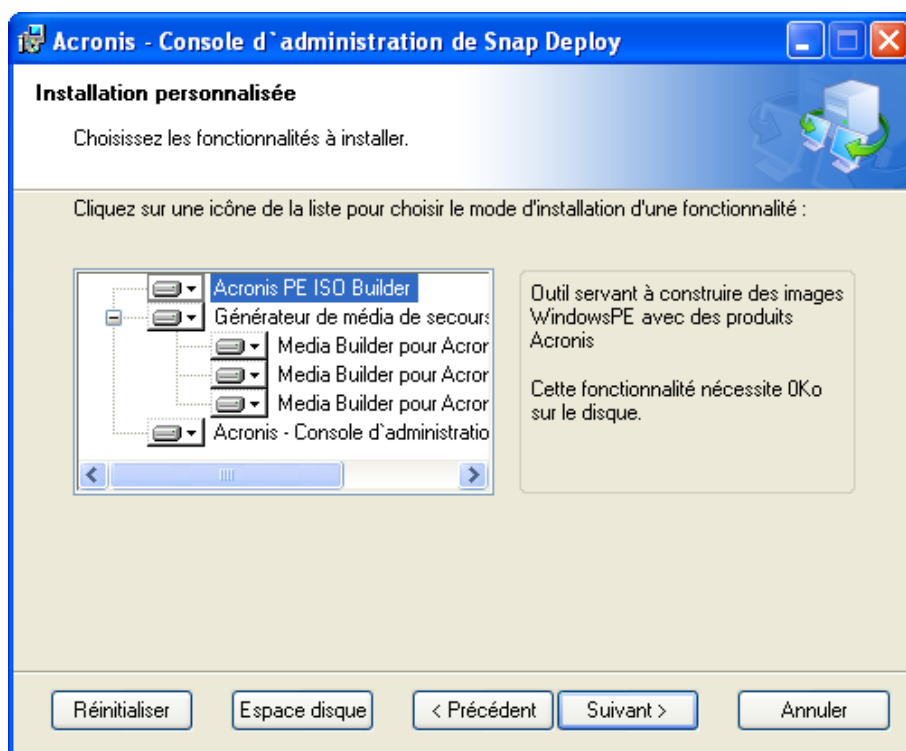 Acronis - Console d`administration de Snap Deploy
Installation personnalisée
Choisissez les fonctionnalités à installer.
Cliquez sur une icône de la liste pour choisir le mode d'installation d'une fonctionnalité :
Acronis PE ISO Builder
Générateur de média de secours
Media Builder pour Acror
Media Builder pour Acror
Media Builder pour Acror
Acronis - Console d`administratio
Outil servant à construire des images
WindowsPE avec des produits
Acronis
Cette fonctionnalité nécessite 0Ko
sur le disque.
Réinitialiser
Espace disque
< Précédent
Suivant >
Annuler